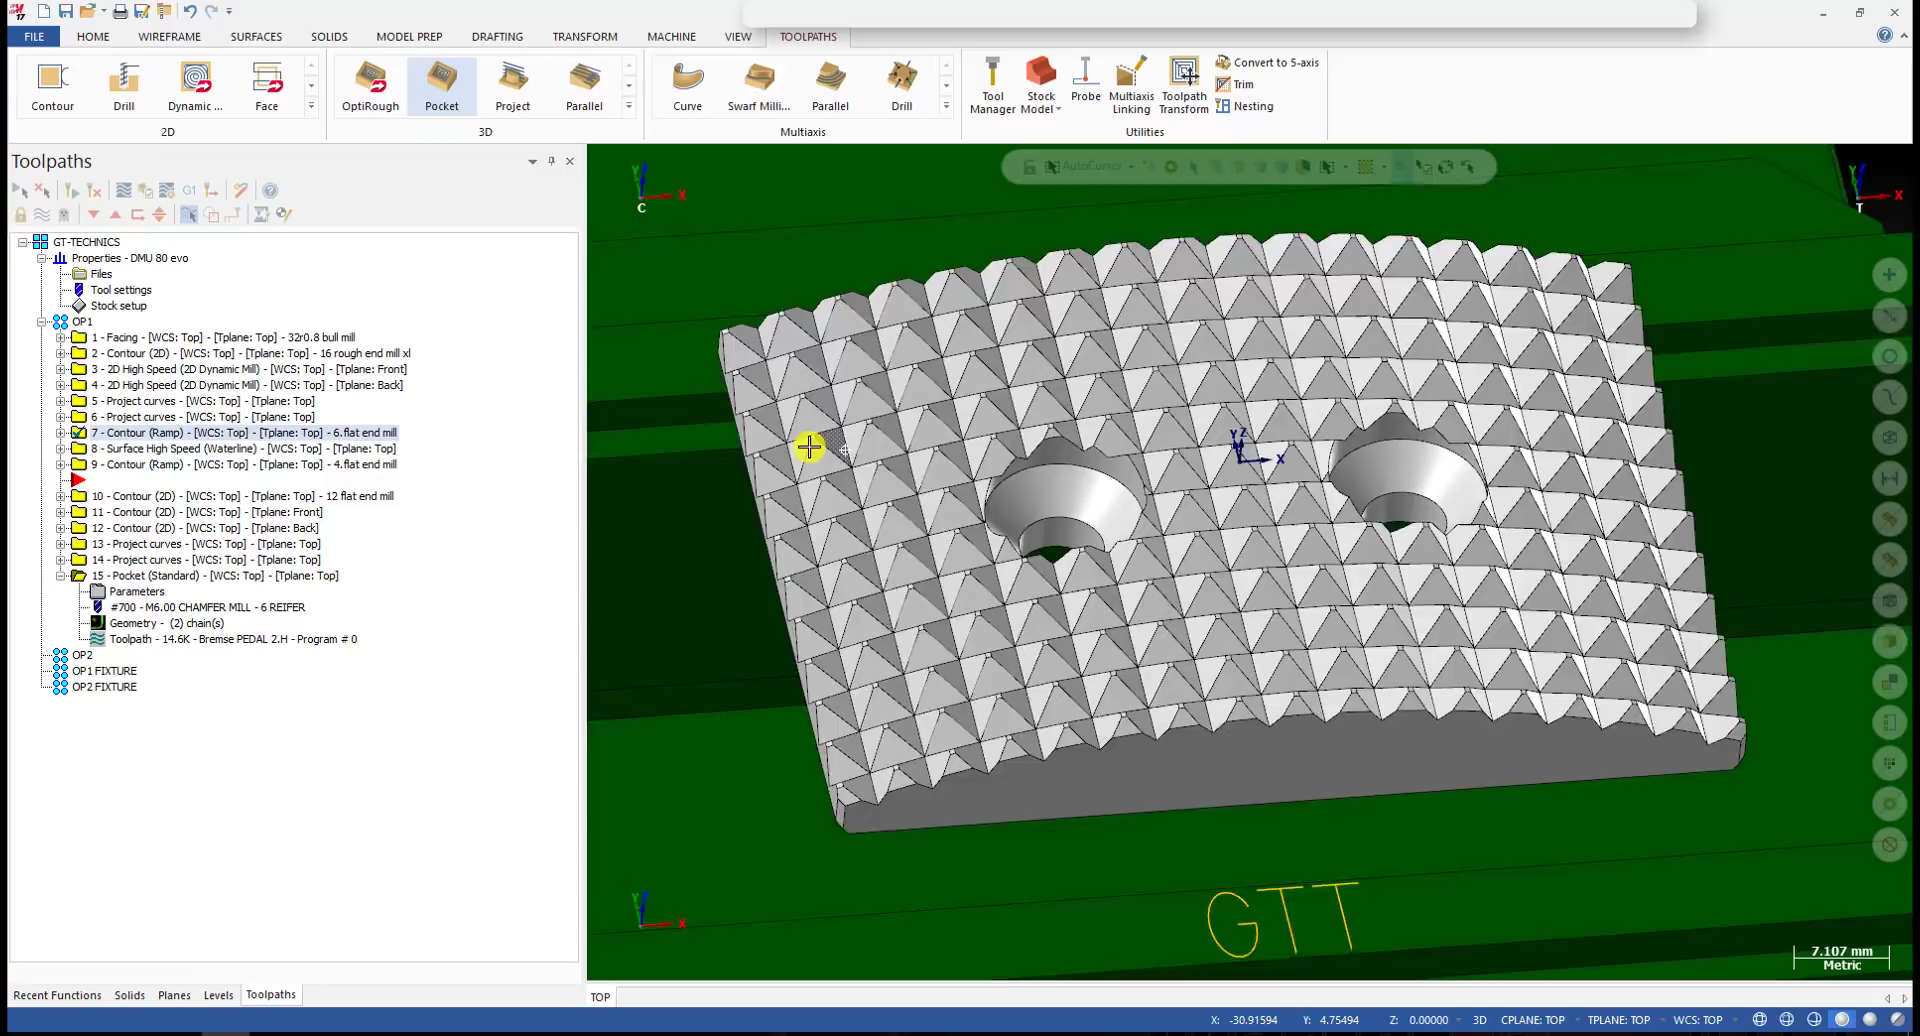 17
FILE HOME WIREFRAME SURFACES SOLIDS MODEL PREP DRAFTING TRANSFORM MACHINE VIEW TOOLPATHS
Contour Drill Dynamic ... Face OptiRough Pocket Project Parallel Curve Swarf Milli... Parallel Drill
Tool Manager Stock Model Probe Multiaxis Linking Toolpath Transform
Convert to 5-axis
Trim
Nesting
2D 3D Multiaxis Utilities
Toolpaths
G1
AutoCursor
GT-TECHNICS
Properties - DMU 80 evo
Files
Tool settings
Stock setup
OP1
1 - Facing - [WCS: Top] - [Tplane: Top] - 32r0.8 bull mill
2 - Contour (2D) - [WCS: Top] - [Tplane: Top] - 16 rough end mill xl
3 - 2D High Speed (2D Dynamic Mill) - [WCS: Top] - [Tplane: Front]
4 - 2D High Speed (2D Dynamic Mill) - [WCS: Top] - [Tplane: Back]
5 - Project curves - [WCS: Top] - [Tplane: Top]
6 - Project curves - [WCS: Top] - [Tplane: Top]
7 - Contour (Ramp) - [WCS: Top] - [Tplane: Top] - 6.flat end mill
8 - Surface High Speed (Waterline) - [WCS: Top] - [Tplane: Top]
9 - Contour (Ramp) - [WCS: Top] - [Tplane: Top] - 4.flat end mill
10 - Contour (2D) - [WCS: Top] - [Tplane: Top] - 12 flat end mill
11 - Contour (2D) - [WCS: Top] - [Tplane: Front]
12 - Contour (2D) - [WCS: Top] - [Tplane: Back]
13 - Project curves - [WCS: Top] - [Tplane: Top]
14 - Project curves - [WCS: Top] - [Tplane: Top]
15 - Pocket (Standard) - [WCS: Top] - [Tplane: Top]
Parameters
#700 - M6.00 CHAMFER MILL - 6 REIFER
Geometry - (2) chain(s)
Toolpath - 14.6K - Bremse PEDAL 2.H - Program # 0
OP2
OP1 FIXTURE
OP2 FIXTURE
Y X C
Y X T
Y Z X
Y X
GTT
7.107 mm
Metric
Recent Functions Solids Planes Levels Toolpaths
TOP
X: -30.91594 Y: 4.75494 Z: 0.00000 3D CPLANE: TOP TPLANE: TOP WCS: TOP